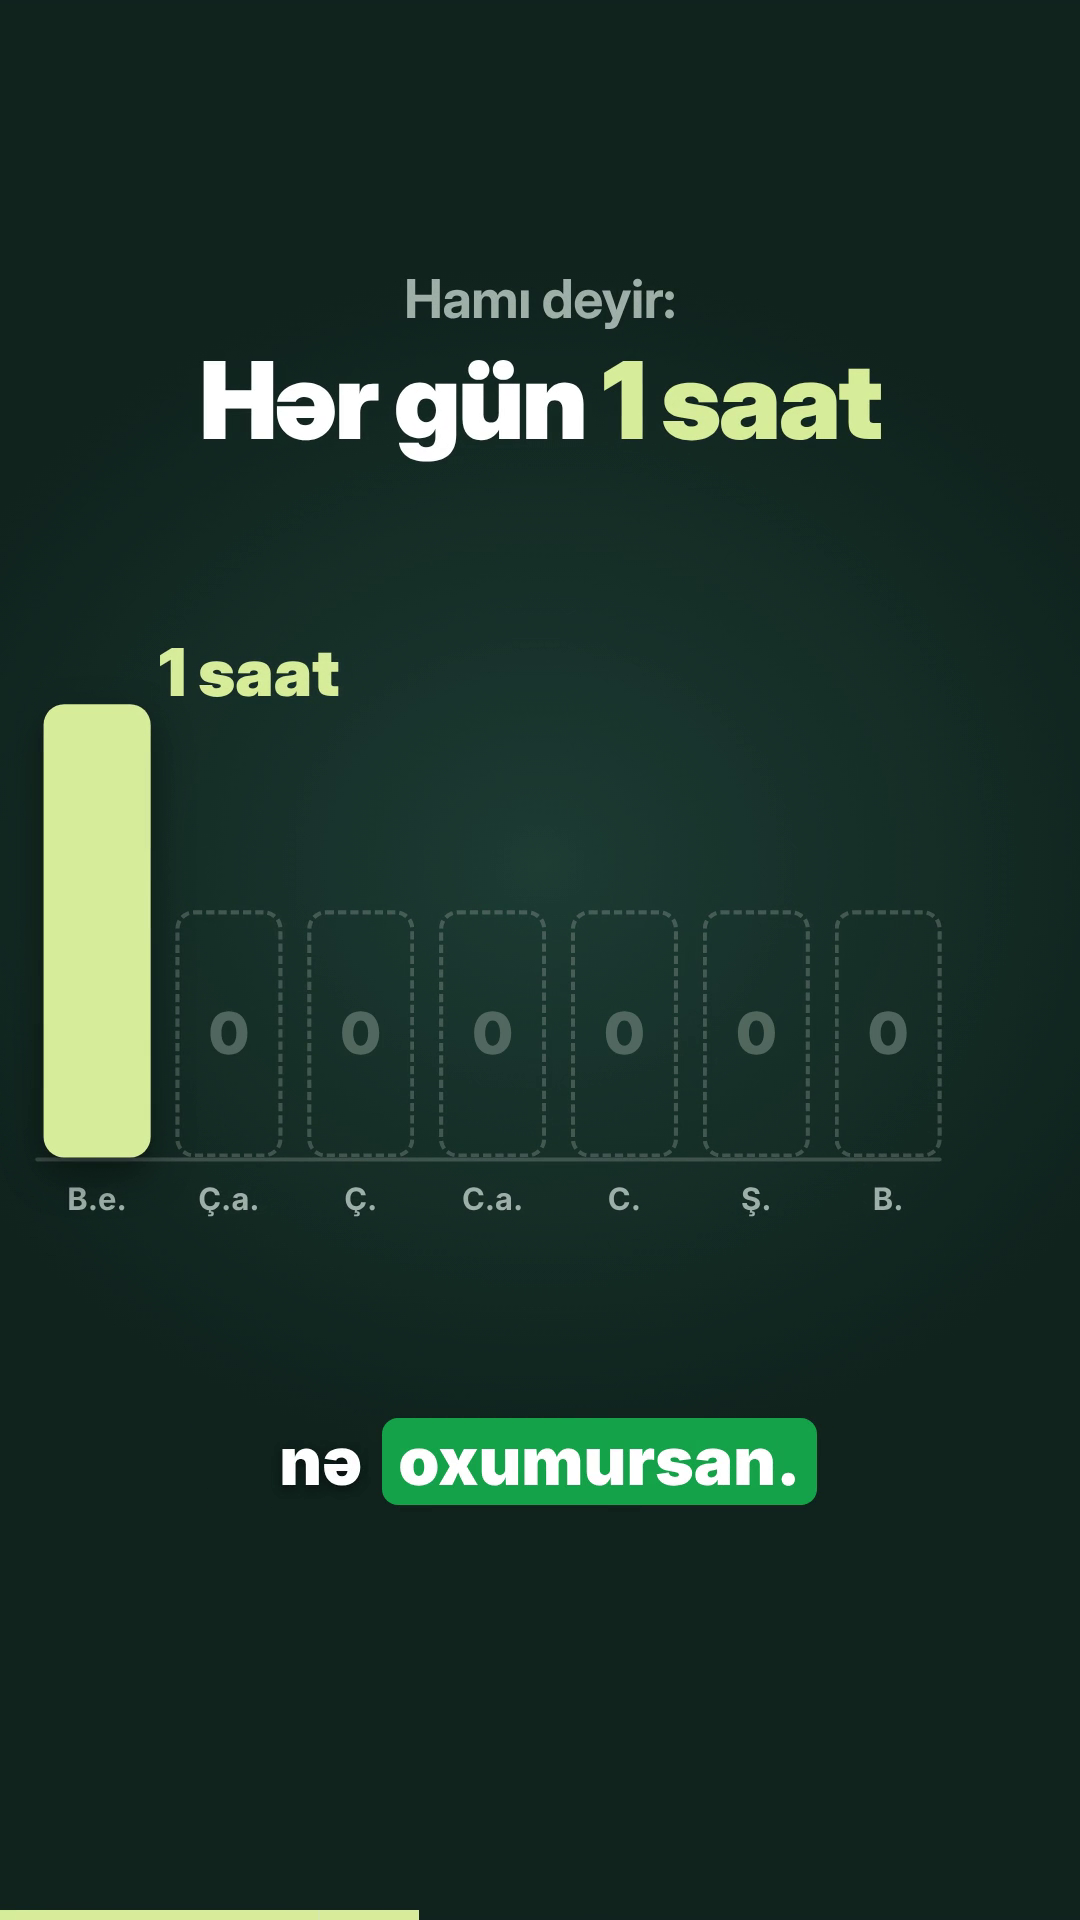 Hamı deyir:
Hər gün 1 saat
1 saat
0 0 0 0 0 0
B.e. Ç.a. Ç. C.a. C. Ş. B.
nə oxumursan.